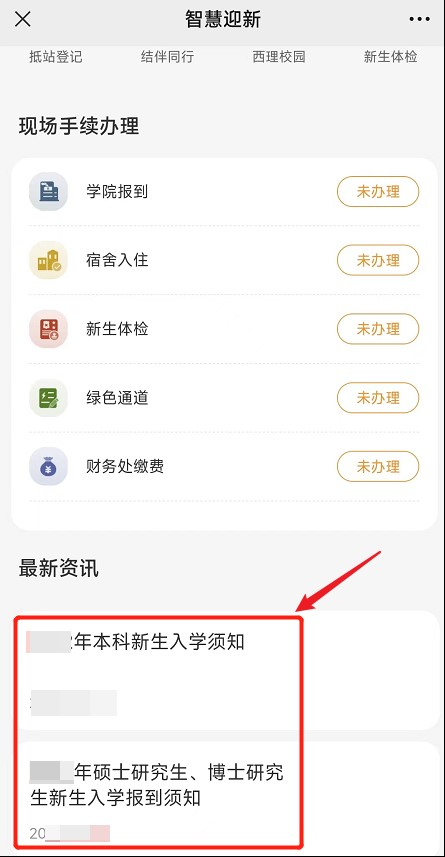 智慧迎新
抵站登记 结伴同行 西理校园 新生体检
现场手续办理
学院报到 未办理
宿舍入住 未办理
新生体检 未办理
绿色通道 未办理
财务处缴费 未办理
最新资讯
年本科新生入学须知
年硕士研究生、博士研究
生新生入学报到须知
20